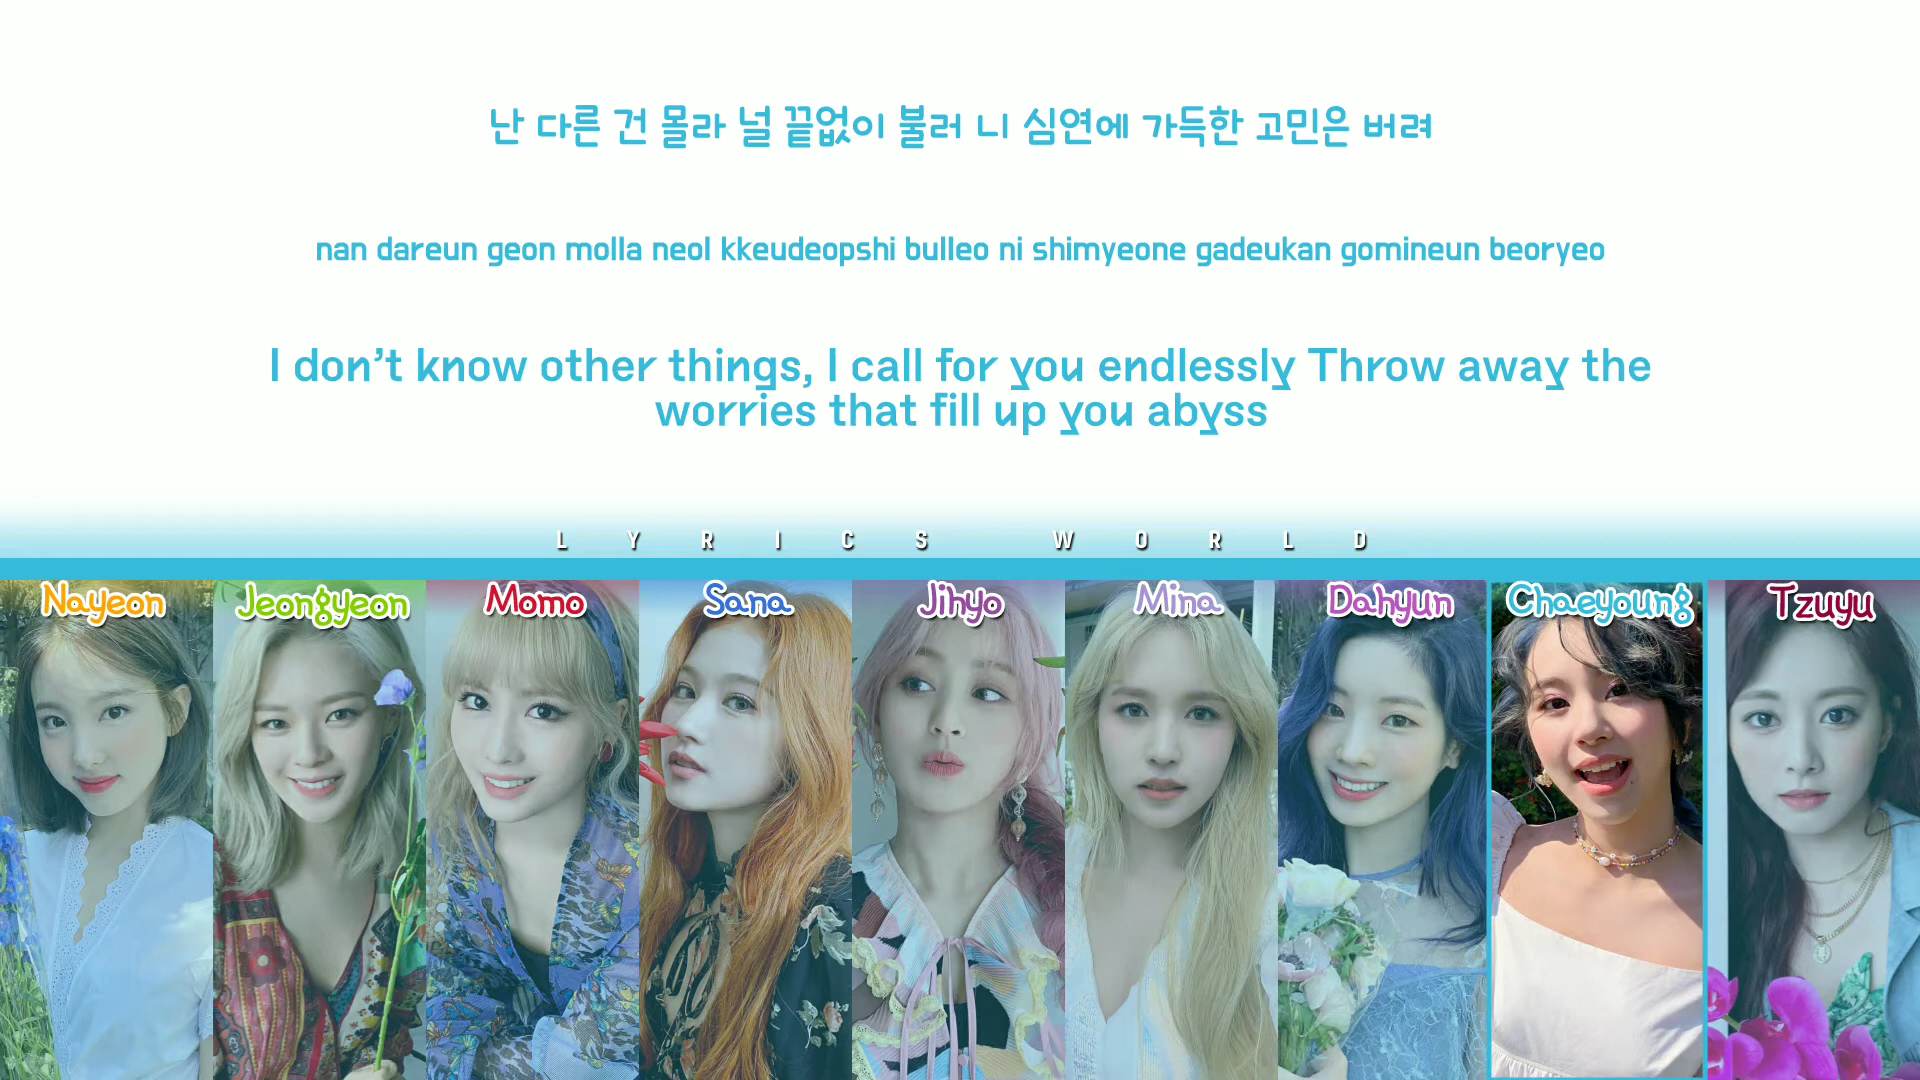 난 다른 건 몰라 널 끝없이 불러 니 심연에 가득한 고민은 버려
nan dareun geon molla neol kkeudeopshi bulleo ni shimyeone gadeukan gomineun beoryeo
I don't know other things, I call for you endlessly Throw away the
worries that fill up you abyss
LYRICS WORLD
Nayeon Jeongyeon Momo Sana Jihyo Mina Dahyun Chaeyoung Tzuyu